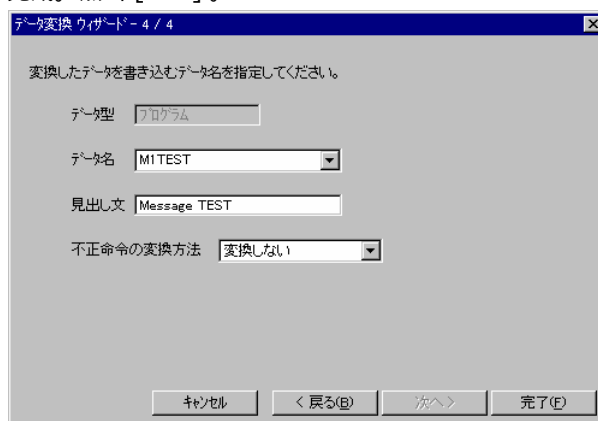 データ変換 ウィザード - 4 / 4
変換したデータを書き込むデータ名を指定してください。
データ型 プログラム
データ名 M1TEST
見出し文 Message TEST
不正命令の変換方法 変換しない
キャンセル < 戻る(B) 次へ > 完了(F)